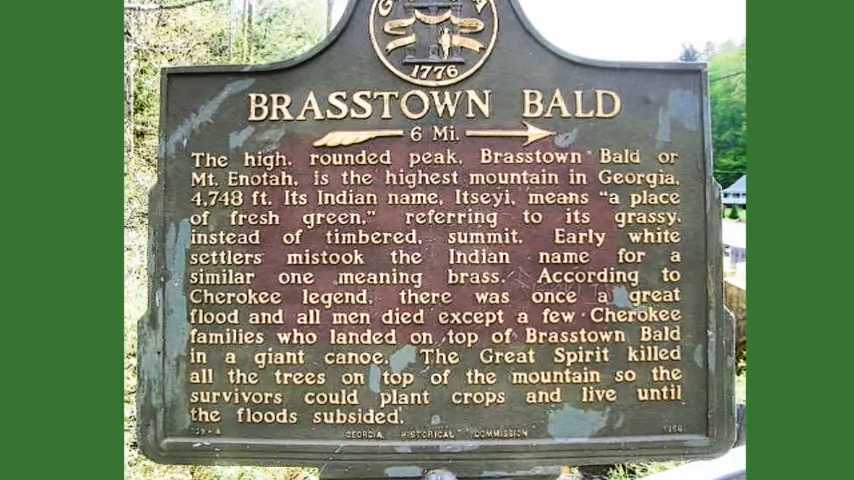 1776
BRASSTOWN BALD
6 Mi.
The high, rounded peak, Brasstown Bald or
Mt. Enotah, is the highest mountain in Georgia,
4,748 ft. Its Indian name, Itseyi, means "a place
of fresh green," referring to its grassy,
instead of timbered, summit. Early white
settlers mistook the Indian name for a
similar one meaning brass. According to
Cherokee legend, there was once a great
flood and all men died except a few Cherokee
families who landed on top of Brasstown Bald
in a giant canoe. The Great Spirit killed
all the trees on top of the mountain so the
survivors could plant crops and live until
the floods subsided.
GEORGIA HISTORICAL COMMISSION